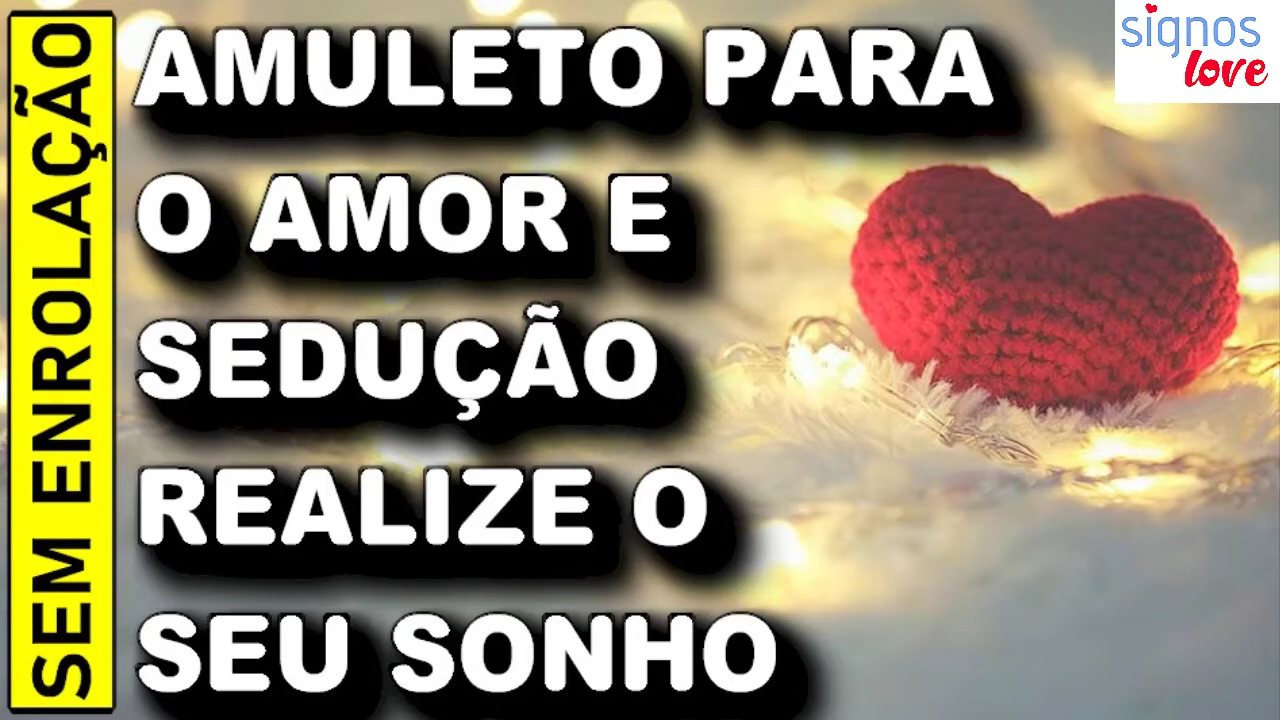 SEM ENROLAÇÃO
AMULETO PARA
O AMOR E
SEDUÇÃO
REALIZE O
SEU SONHO
signos
love